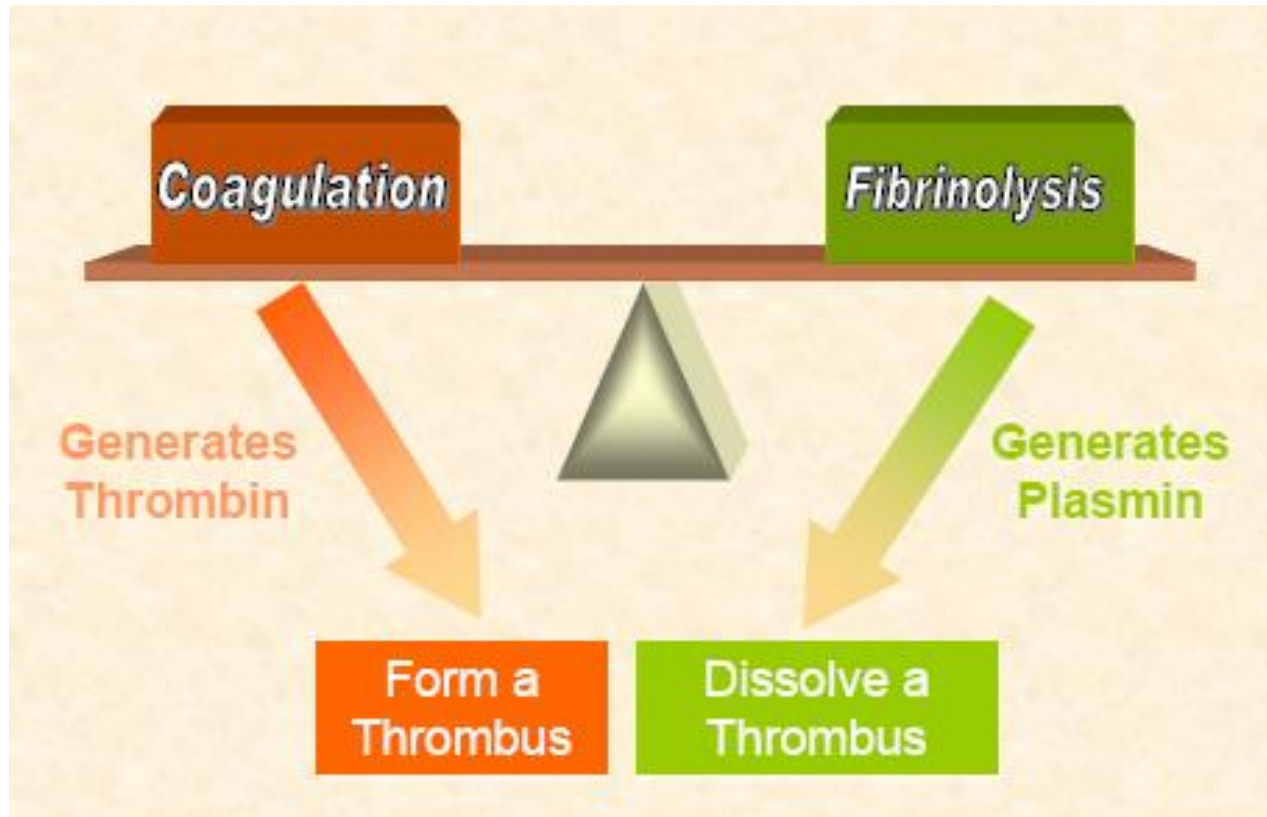 Coagulation
Fibrinolysis
Generates
Thrombin
Generates
Plasmin
Form a
Thrombus
Dissolve a
Thrombus